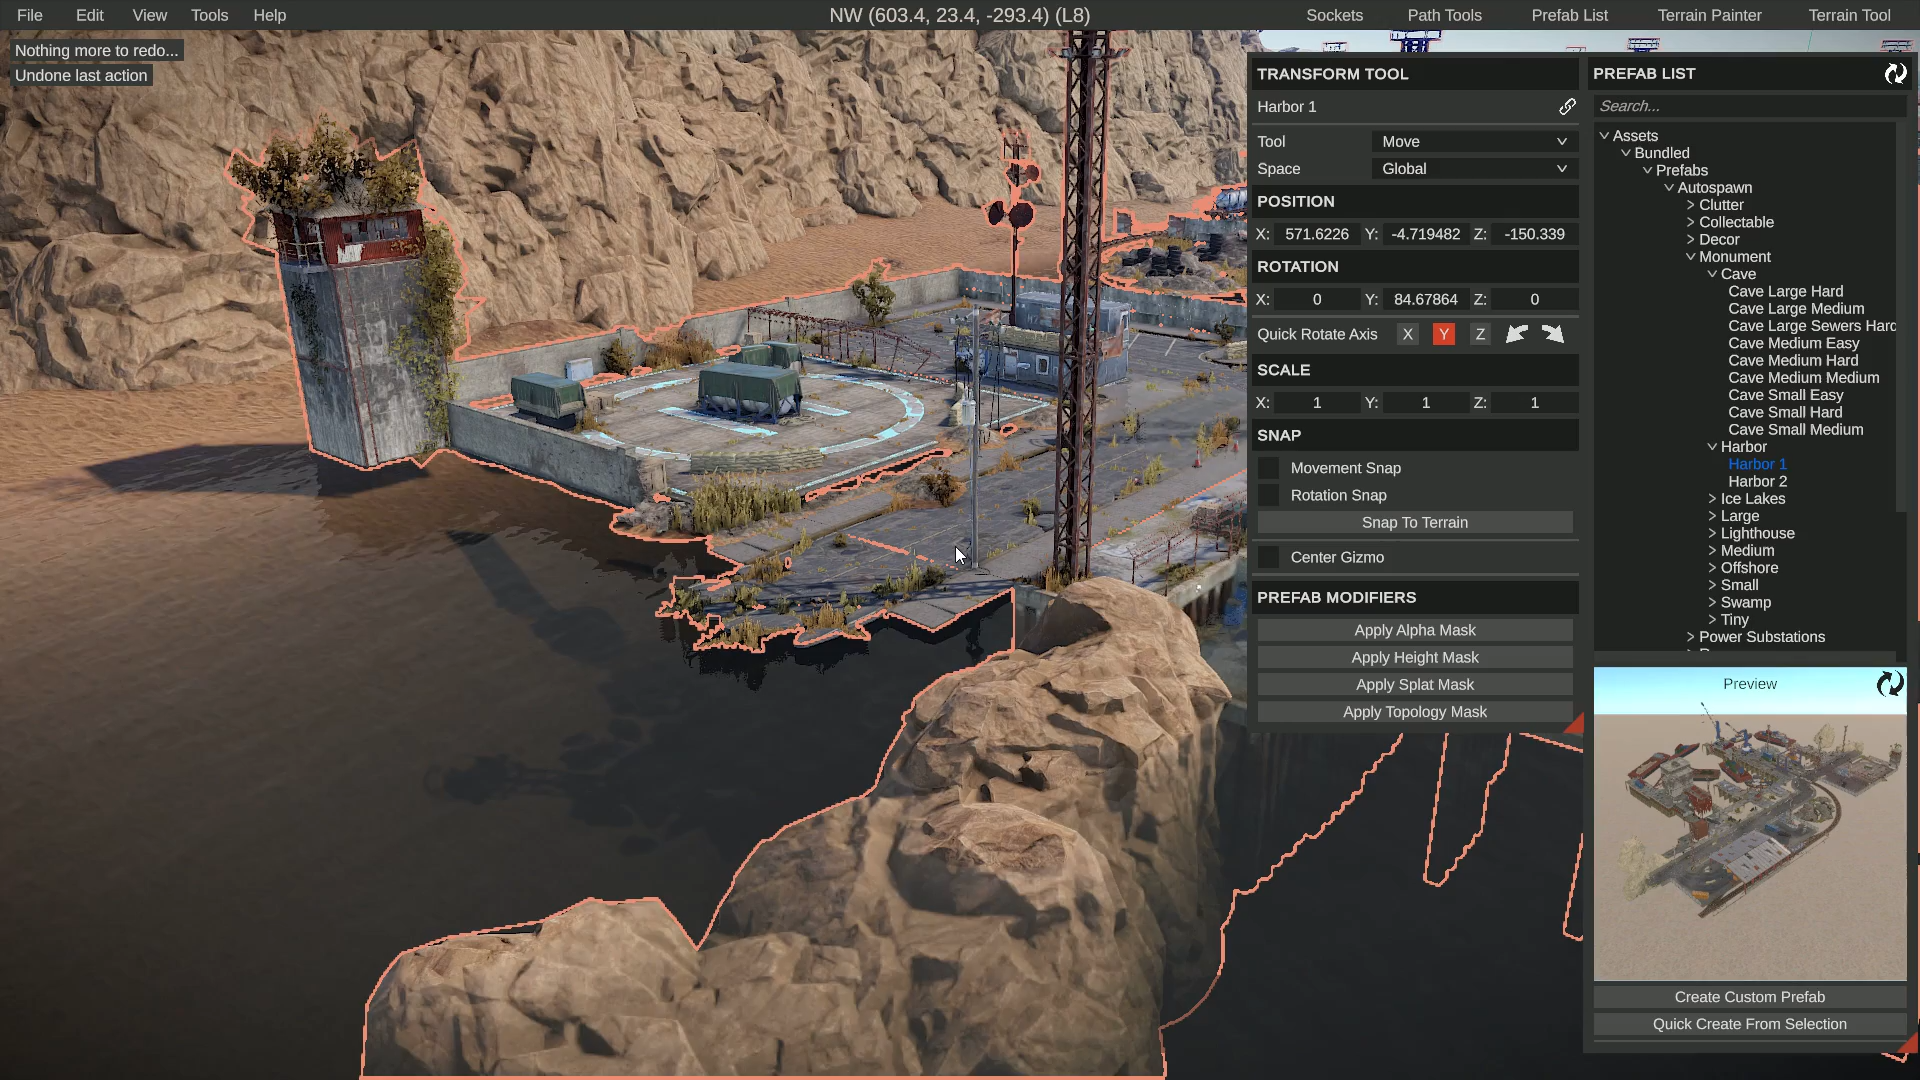 File Edit View Tools Help
NW (603.4, 23.4, -293.4) (L8)
Sockets Path Tools Prefab List Terrain Painter Terrain Tool
Nothing more to redo...
Undone last action
TRANSFORM TOOL
Harbor 1
Tool Move
Space Global
POSITION
X: 571.6226 Y: -4.719482 Z: -150.339
ROTATION
X: 0 Y: 84.67864 Z: 0
Quick Rotate Axis X Y Z
SCALE
X: 1 Y: 1 Z: 1
SNAP
Movement Snap
Rotation Snap
Snap To Terrain
Center Gizmo
PREFAB MODIFIERS
Apply Alpha Mask
Apply Height Mask
Apply Splat Mask
Apply Topology Mask
PREFAB LIST
Search...
Assets
Bundled
Prefabs
Autospawn
Clutter
Collectable
Decor
Monument
Cave
Cave Large Hard
Cave Large Medium
Cave Large Sewers Hard
Cave Medium Easy
Cave Medium Hard
Cave Medium Medium
Cave Small Easy
Cave Small Hard
Cave Small Medium
Harbor
Harbor 1
Harbor 2
Ice Lakes
Large
Lighthouse
Medium
Offshore
Small
Swamp
Tiny
Power Substations
Preview
Create Custom Prefab
Quick Create From Selection